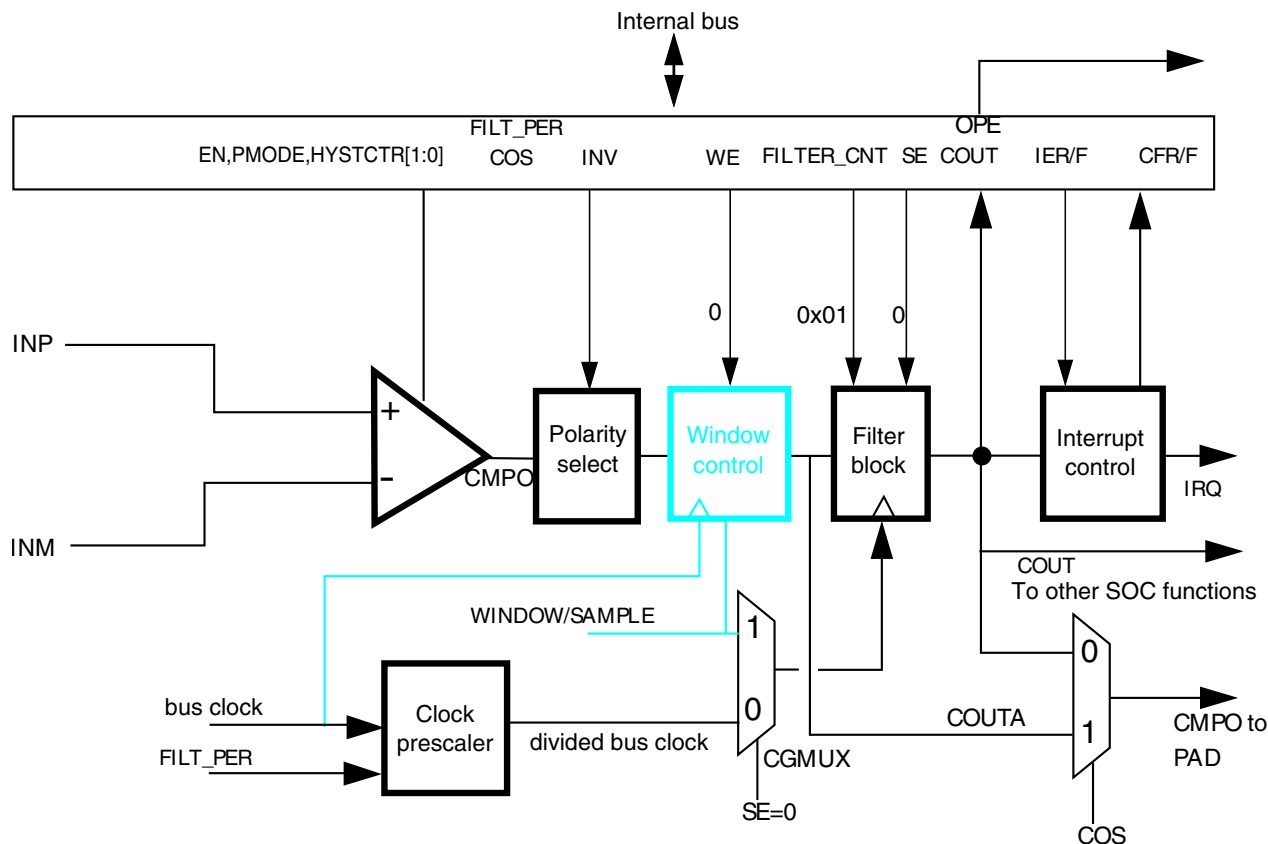 Internal bus
FILT_PER
OPE
EN,PMODE,HYSTCTR[1:0]
COS
INV
WE
FILTER_CNT
SE
COUT
IER/F
CFR/F
0
0x01
0
INP
+
-
CMPO
Polarity
select
Window
control
Filter
block
Interrupt
control
IRQ
INM
COUT
To other SOC functions
WINDOW/SAMPLE
1
0
0
1
bus clock
FILT_PER
Clock
prescaler
divided bus clock
CGMUX
SE=0
COUTA
CMPO to
PAD
COS